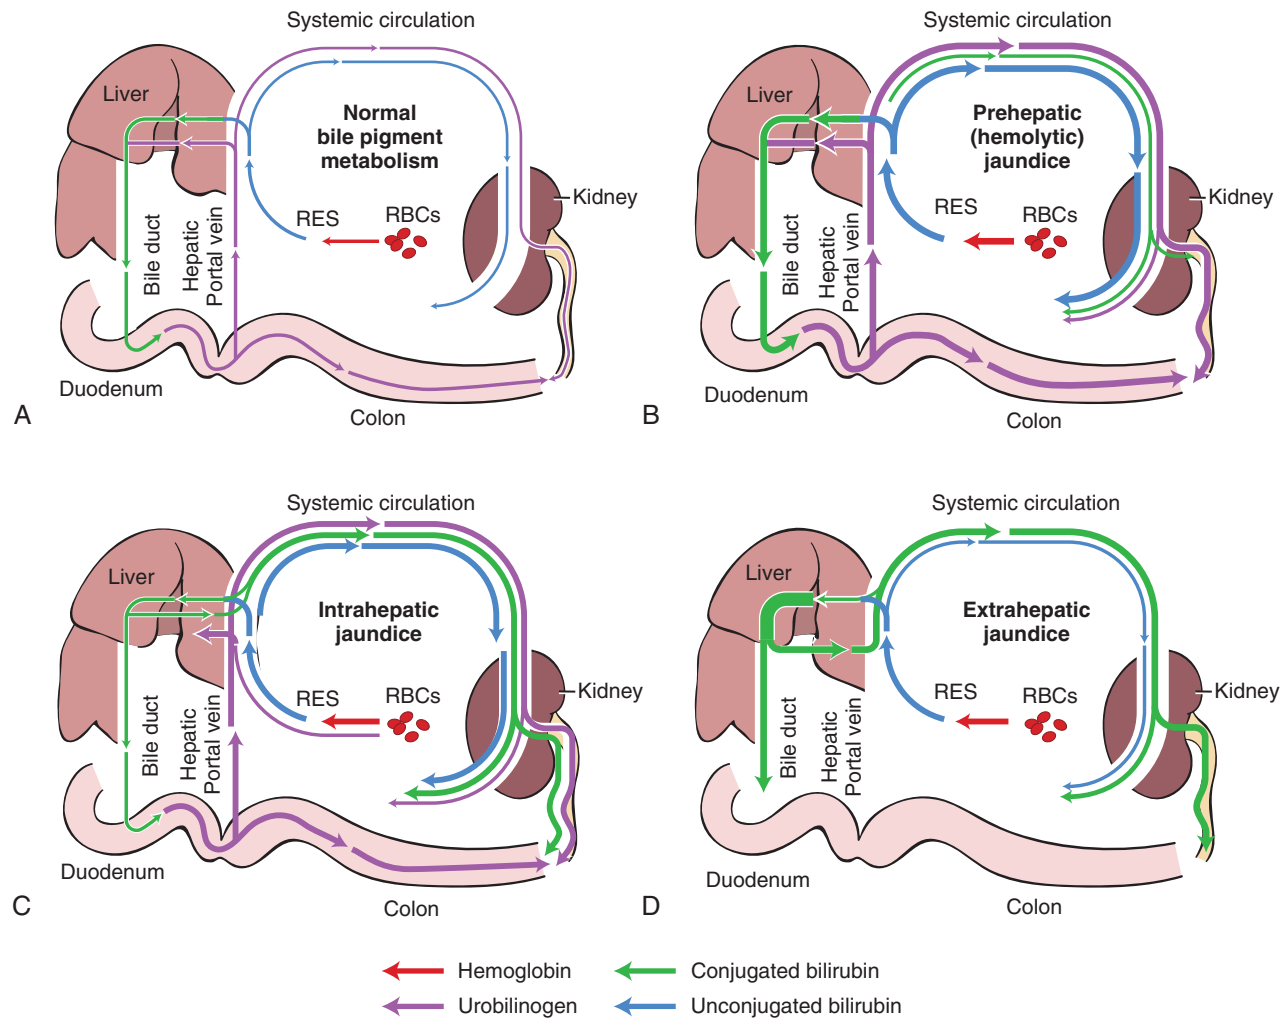 Systemic circulation
Liver
Normal
bile pigment
metabolism
Kidney
RES
RBCs
Bile duct
Hepatic
Portal vein
Duodenum
Colon
A
Systemic circulation
Liver
Prehepatic
(hemolytic)
jaundice
Kidney
RES
RBCs
Bile duct
Hepatic
Portal vein
Duodenum
Colon
B
Systemic circulation
Liver
Intrahepatic
jaundice
Kidney
RES
RBCs
Bile duct
Hepatic
Portal vein
Duodenum
Colon
C
Systemic circulation
Liver
Extrahepatic
jaundice
Kidney
RES
RBCs
Bile duct
Hepatic
Portal vein
Duodenum
Colon
D
Hemoglobin
Conjugated bilirubin
Urobilinogen
Unconjugated bilirubin